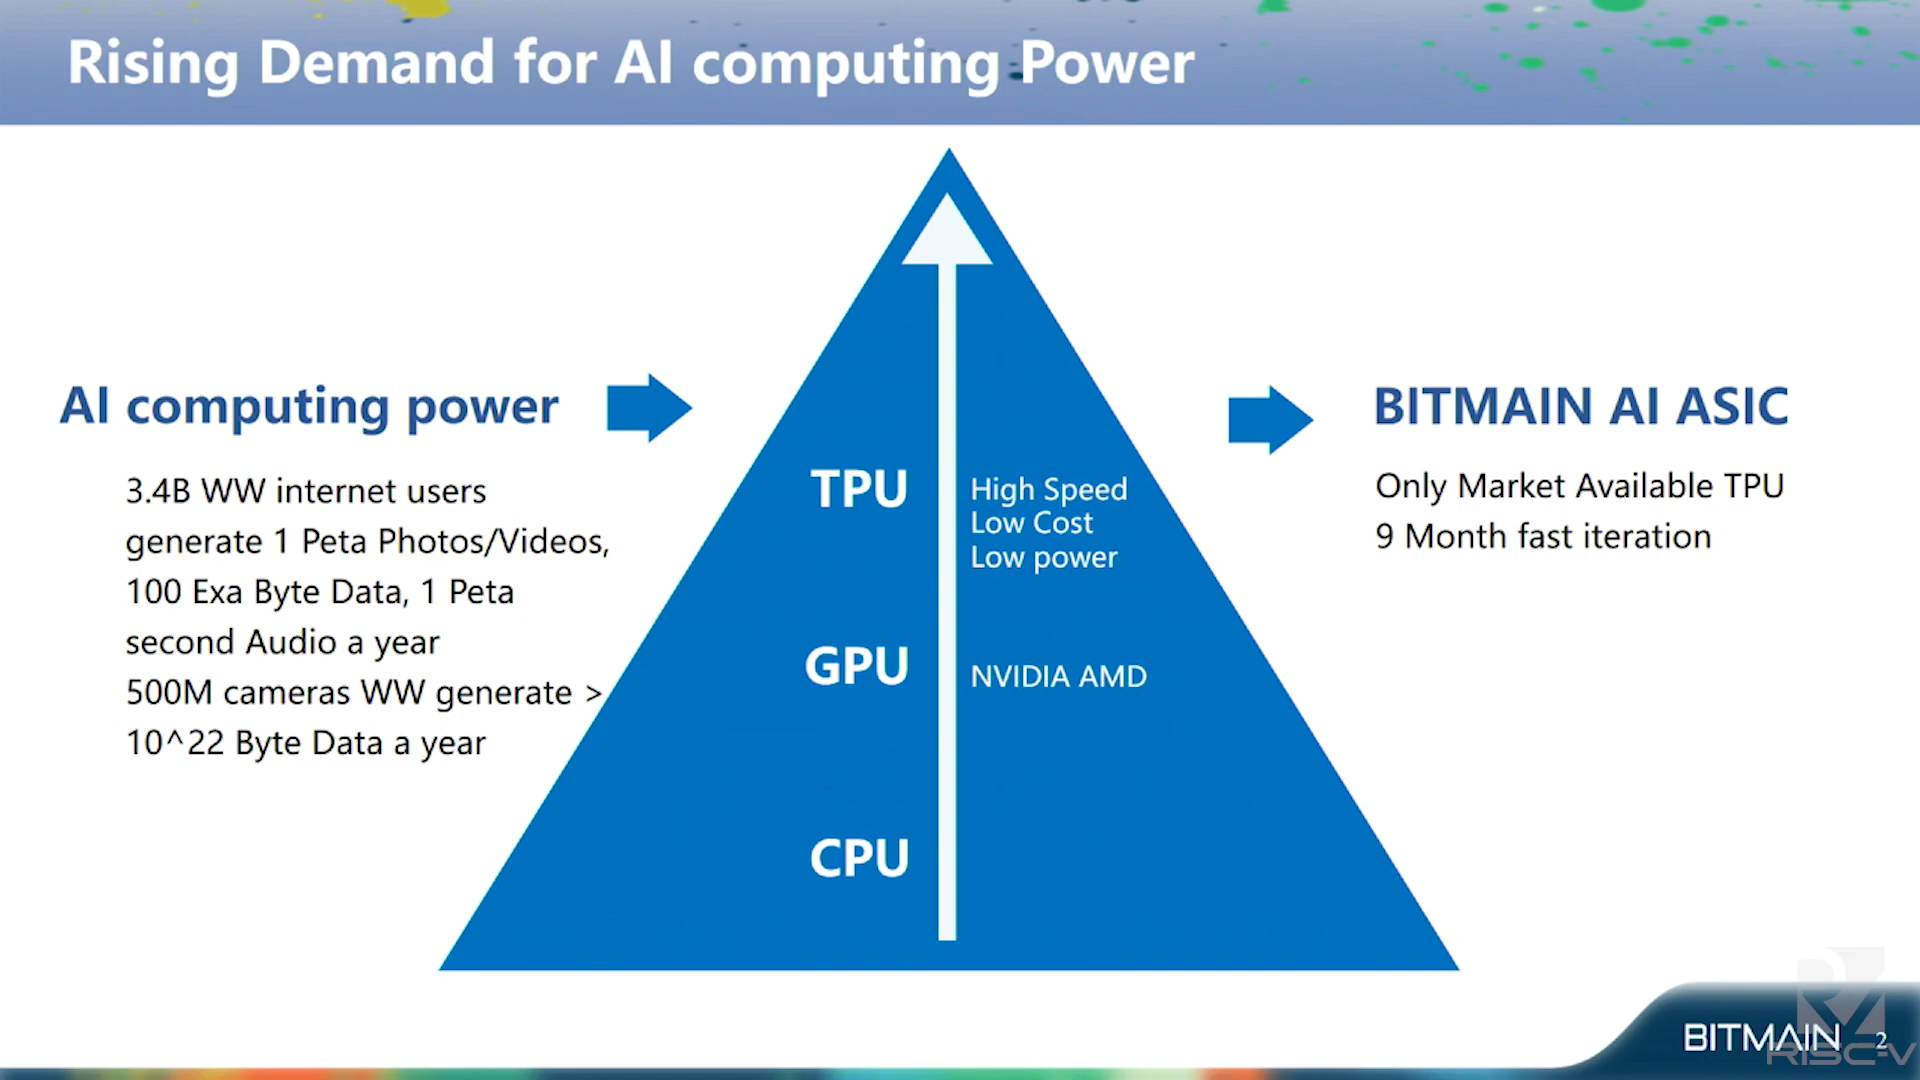 Rising Demand for AI computing Power
AI computing power
3.4B WW internet users
generate 1 Peta Photos/Videos,
100 Exa Byte Data, 1 Peta
second Audio a year
500M cameras WW generate >
10^22 Byte Data a year
TPU
High Speed
Low Cost
Low power
GPU
NVIDIA AMD
CPU
BITMAIN AI ASIC
Only Market Available TPU
9 Month fast iteration
BITMAIN
2
RISC-V